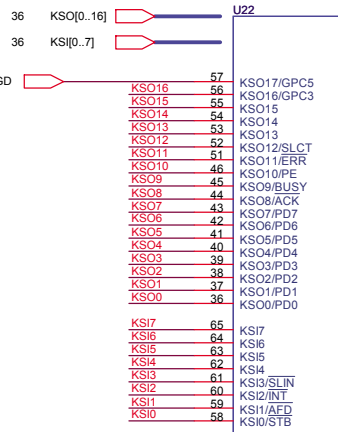 U22
36 KSO[0..16]
36 KSI[0..7]
GD 57 KSO17/GPC5
KSO16 56 KSO16/GPC3
KSO15 55 KSO15
KSO14 54 KSO14
KSO13 53 KSO13
KSO12 52 KSO12/SLCT
KSO11 51 KSO11/ERR
KSO10 46 KSO10/PE
KSO9 45 KSO9/BUSY
KSO8 44 KSO8/ACK
KSO7 43 KSO7/PD7
KSO6 42 KSO6/PD6
KSO5 41 KSO5/PD5
KSO4 40 KSO4/PD4
KSO3 39 KSO3/PD3
KSO2 38 KSO2/PD2
KSO1 37 KSO1/PD1
KSO0 36 KSO0/PD0
KSI7 65 KSI7
KSI6 64 KSI6
KSI5 63 KSI5
KSI4 62 KSI4
KSI3 61 KSI3/SLIN
KSI2 60 KSI2/INT
KSI1 59 KSI1/AFD
KSI0 58 KSI0/STB